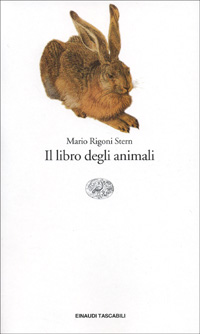 Mario Rigoni Stern
Il libro degli animali
EINAUDI TASCABILI